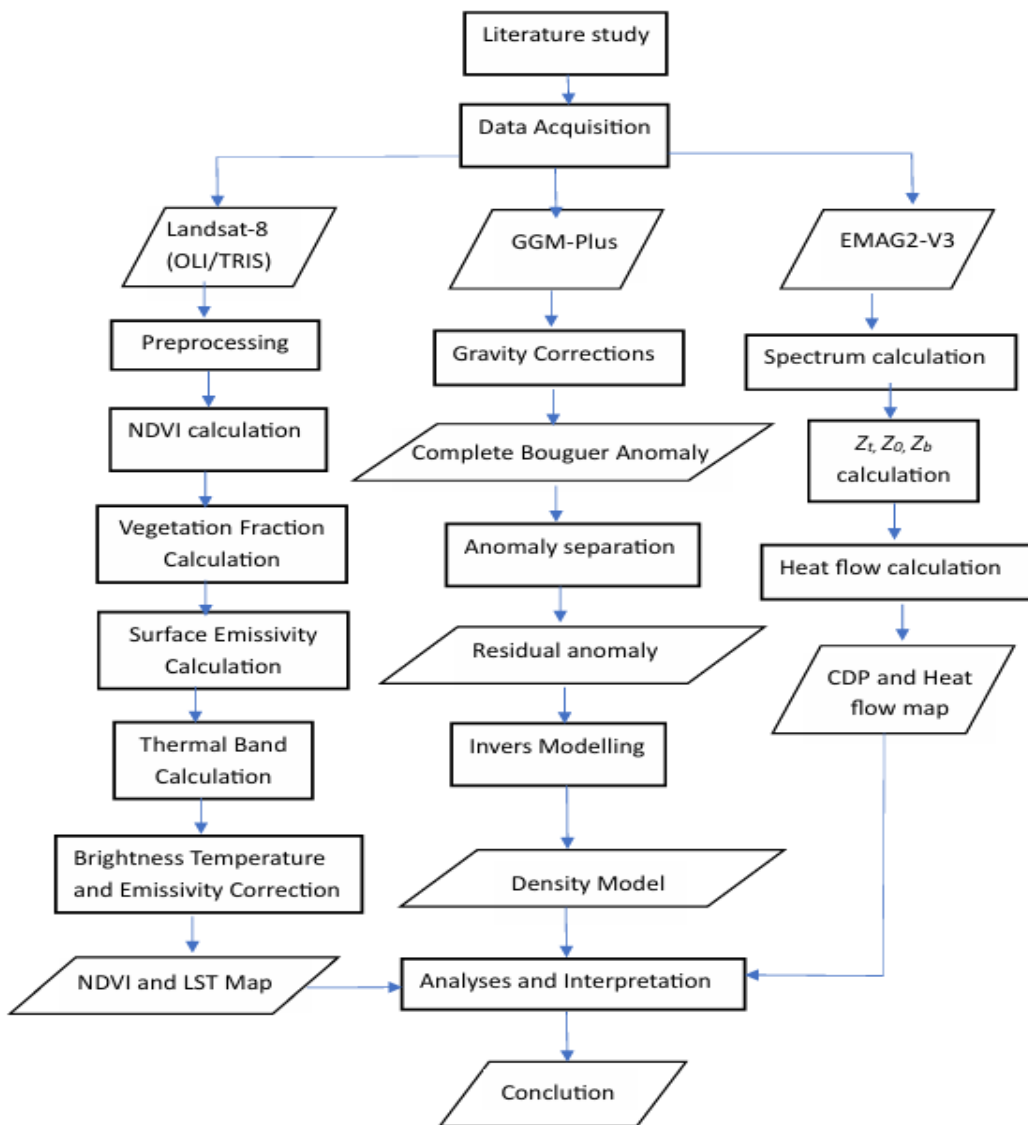 Literature study
Data Acquisition
Landsat-8
(OLI/TRIS)
GGM-Plus
EMAG2-V3
Preprocessing
Gravity Corrections
Spectrum calculation
NDVI calculation
Complete Bouguer Anomaly
Zt, Z0, Zb
calculation
Vegetation Fraction
Calculation
Anomaly separation
Heat flow calculation
Surface Emissivity
Calculation
Residual anomaly
CDP and Heat
flow map
Thermal Band
Calculation
Invers Modelling
Brightness Temperature
and Emissivity Correction
Density Model
NDVI and LST Map
Analyses and Interpretation
Conclution